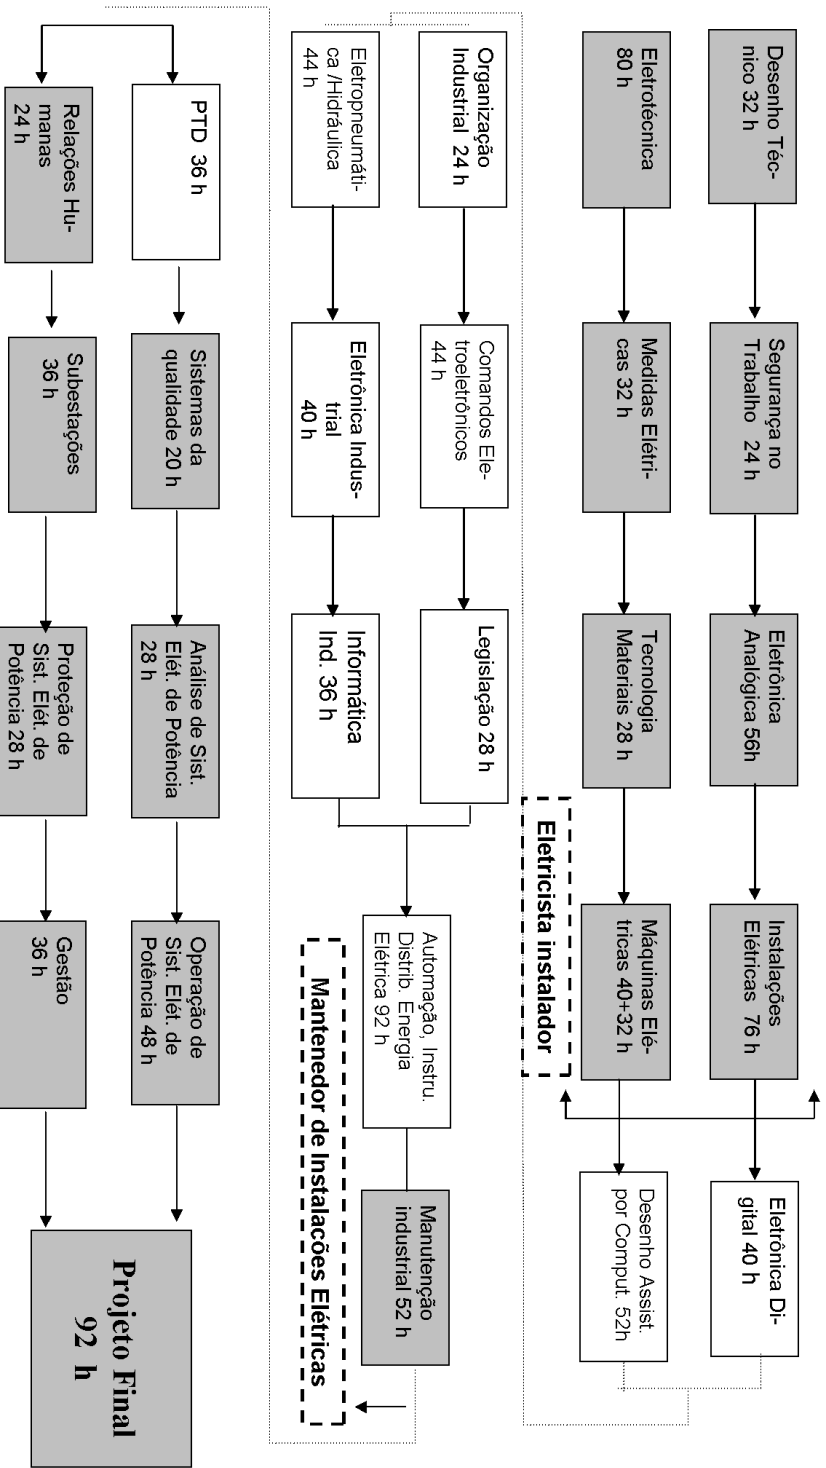 Desenho Téc-
nico 32 h
Segurança no
Trabalho 24 h
Eletrônica
Analógica 56h
Instalações
Elétricas 76 h
Eletrônica Di-
gital 40 h
Eletrotécnica
80 h
Medidas Elétri-
cas 32 h
Tecnologia
Materiais 28 h
Máquinas Elé-
tricas 40+32 h
Desenho Assist.
por Comput. 52h
Eletricista instalador
Organização
Industrial 24 h
Comandos Ele-
troeletrônicos
44 h
Legislação 28 h
Eletropneumáti-
ca /Hidráulica
44 h
Eletrônica Indus-
trial
40 h
Informática
Ind. 36 h
Automação, Instru.
Distrib. Energia
Elétrica 92 h
Manutenção
industrial 52 h
Mantenedor de Instalacões Elétricas
PTD 36 h
Sistemas da
qualidade 20 h
Análise de Sist.
Elét. de Potência
28 h
Operação de
Sist. Elét. de
Potência 48 h
Relações Hu-
manas
24 h
Subestações
36 h
Proteção de
Sist. Elét. de
Potência 28 h
Gestão
36 h
Projeto Final
92 h